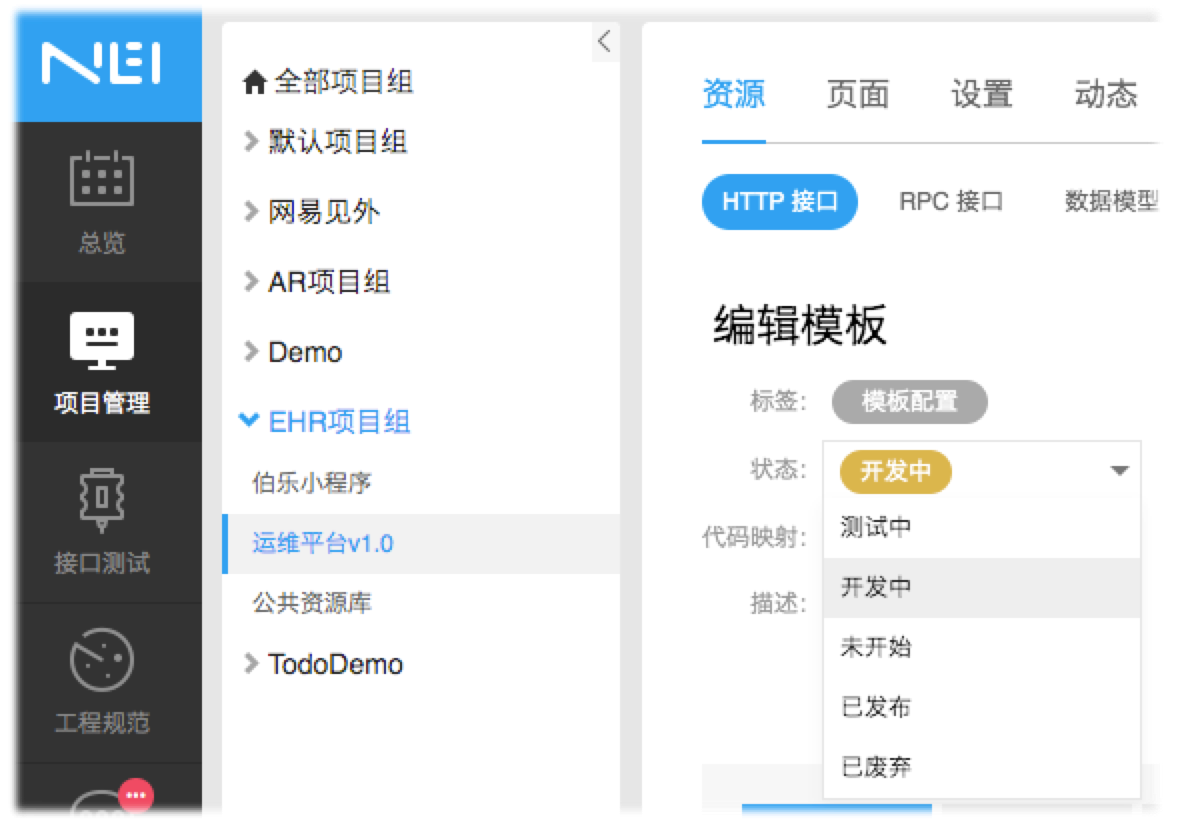 NEI
总览
项目管理
接口测试
工程规范
全部项目组
默认项目组
网易见外
AR项目组
Demo
EHR项目组
伯乐小程序
运维平台v1.0
公共资源库
TodoDemo
资源 页面 设置 动态
HTTP 接口 RPC 接口 数据模型
编辑模板
标签: 模板配置
状态: 开发中
测试中
代码映射:
开发中
描述:
未开始
已发布
已废弃